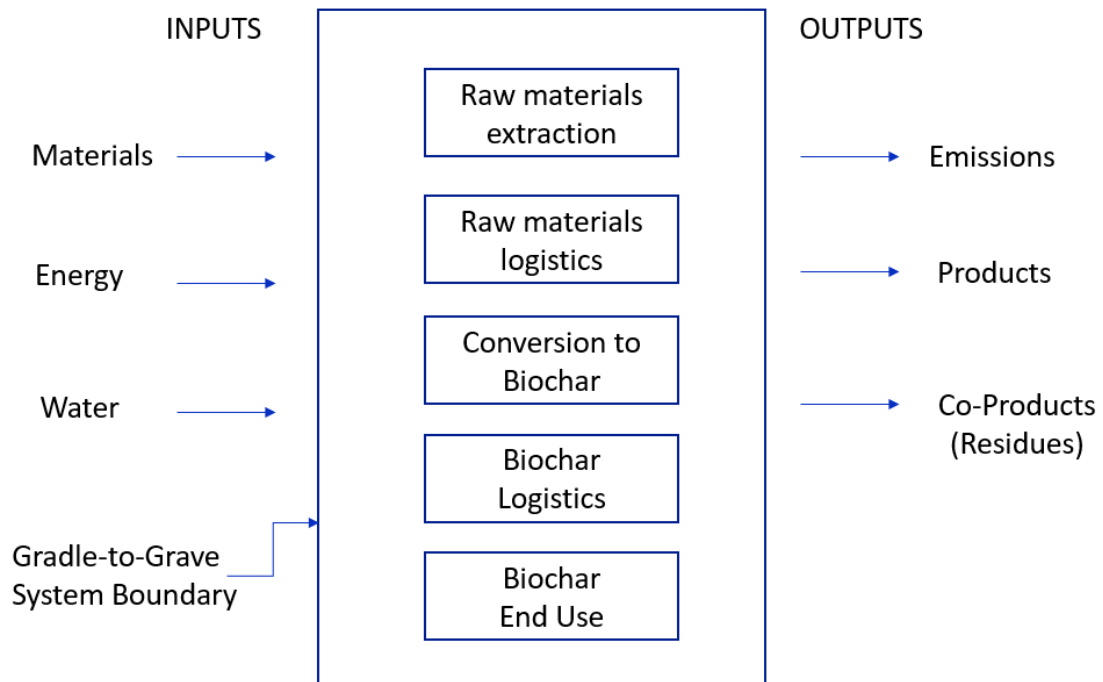 INPUTS
OUTPUTS
Raw materials
extraction
Materials
Emissions
Raw materials
logistics
Energy
Products
Conversion to
Biochar
Water
Co-Products
(Residues)
Biochar
Logistics
Gradle-to-Grave
System Boundary
Biochar
End Use